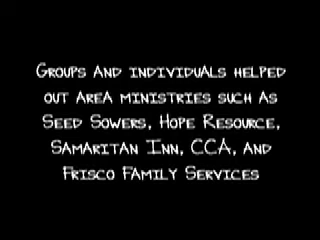 Groups and individuals helped
out area ministries such as
Seed Sowers, Hope Resource,
Samaritan Inn, CCA, and
Frisco Family Services